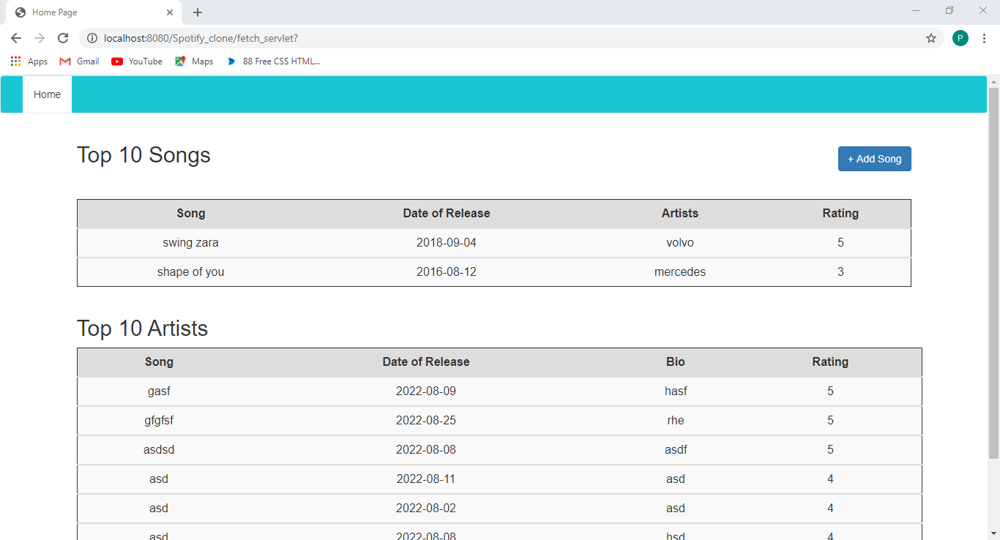 Home Page
localhost:8080/Spotify_clone/fetch_servlet?
P
Apps Gmail YouTube Maps 88 Free CSS HTML...
Home
Top 10 Songs
+ Add Song
Song Date of Release Artists Rating
swing zara 2018-09-04 volvo 5
shape of you 2016-08-12 mercedes 3
Top 10 Artists
Song Date of Release Bio Rating
gasf 2022-08-09 hasf 5
gfgfsf 2022-08-25 rhe 5
asdsd 2022-08-08 asdf 5
asd 2022-08-11 asd 4
asd 2022-08-02 asd 4
asd 2022-08-08 hsd 4